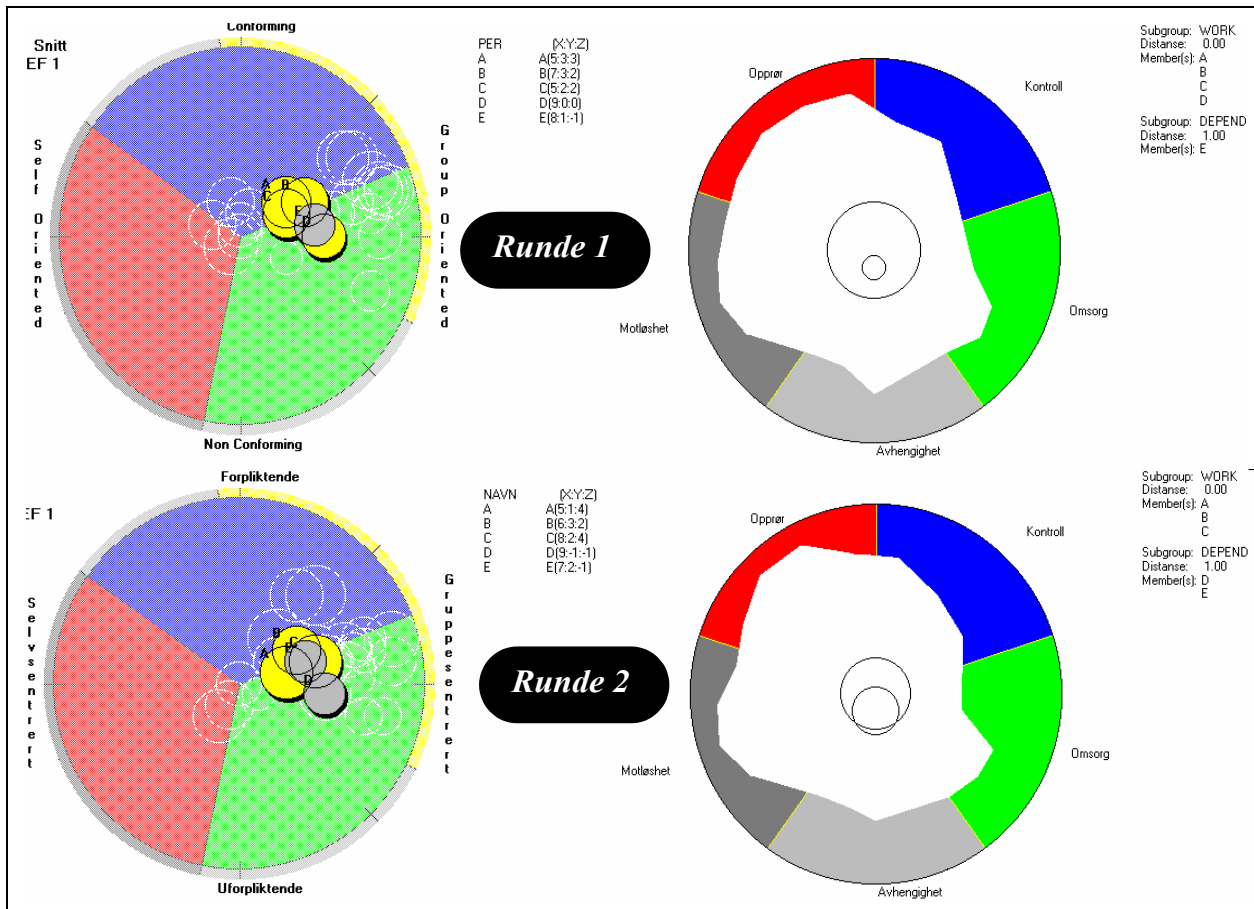 Conforming
Snitt
EF 1
Self Oriented
Group Oriented
Non Conforming
A
B
C
E
D
PER (X:Y:Z)
A A(5:3:3)
B B(7:3:2)
C C(5:2:2)
D D(9:0:0)
E E(8:1:-1)
Runde 1
Opprør
Kontroll
Omsorg
Avhengighet
Motløshet
Subgroup: WORK
Distanse: 0.00
Member(s): A
B
C
D
Subgroup: DEPEND
Distanse: 1.00
Member(s): E
Forpliktende
EF 1
Selvsentrert
Gruppesentrert
Uforpliktende
B
C
E
A
D
NAVN (X:Y:Z)
A A(5:1:4)
B B(6:3:2)
C C(8:2:4)
D D(9:-1:-1)
E E(7:2:-1)
Runde 2
Opprør
Kontroll
Omsorg
Avhengighet
Motløshet
Subgroup: WORK
Distanse: 0.00
Member(s): A
B
C
Subgroup: DEPEND
Distanse: 1.00
Member(s): D
E